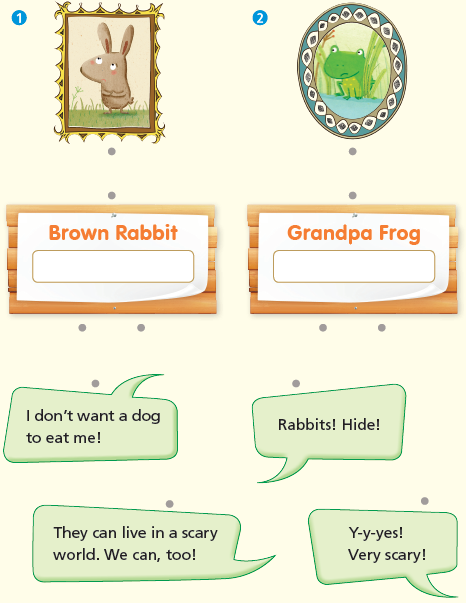 1
2
Brown Rabbit
Grandpa Frog
I don't want a dog
to eat me!
Rabbits! Hide!
They can live in a scary
world. We can, too!
Y-y-yes!
Very scary!